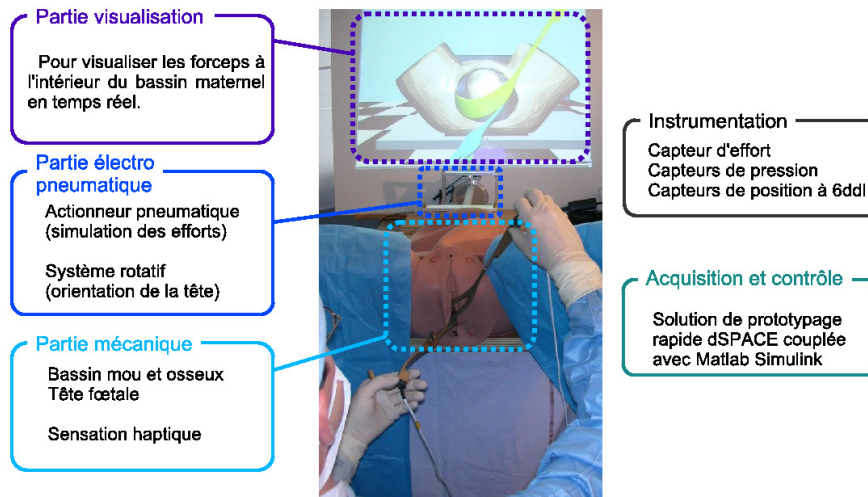 Partie visualisation
Pour visualiser les forceps à
l'intérieur du bassin maternel
en temps réel.
Partie électro
pneumatique
Actionneur pneumatique
(simulation des efforts)
Système rotatif
(orientation de la tête)
Partie mécanique
Bassin mou et osseux
Tête fœtale
Sensation haptique
Instrumentation
Capteur d'effort
Capteurs de pression
Capteurs de position à 6ddl
Acquisition et contrôle
Solution de prototypage
rapide dSPACE couplée
avec Matlab Simulink